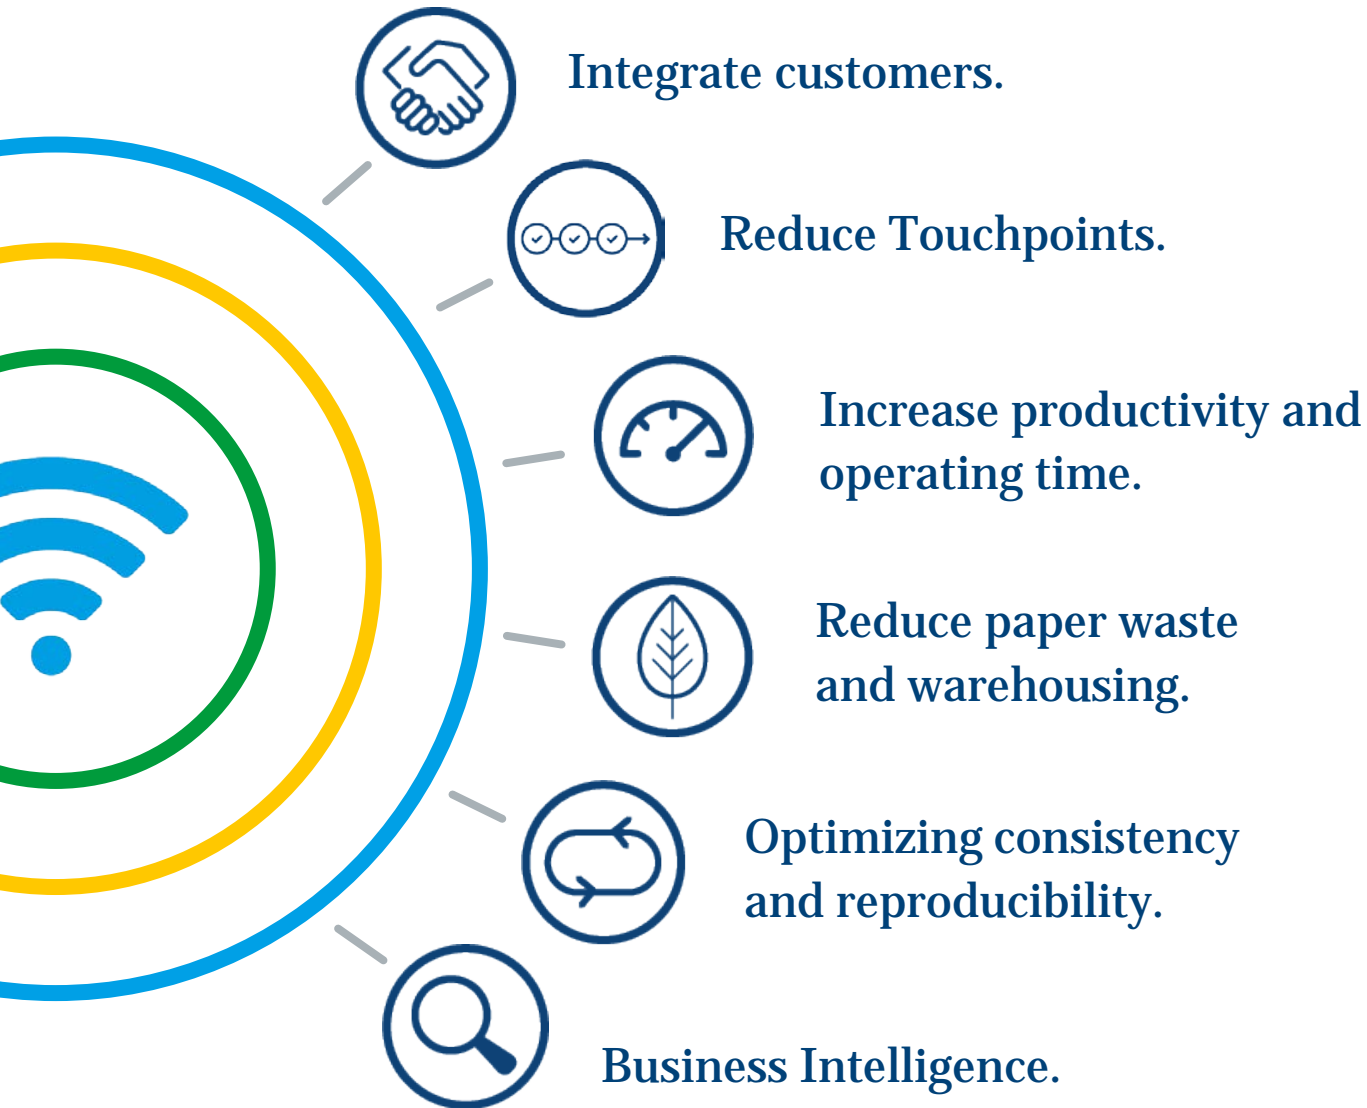 Integrate customers.
Reduce Touchpoints.
Increase productivity and
operating time.
Reduce paper waste
and warehousing.
Optimizing consistency
and reproducibility.
Business Intelligence.